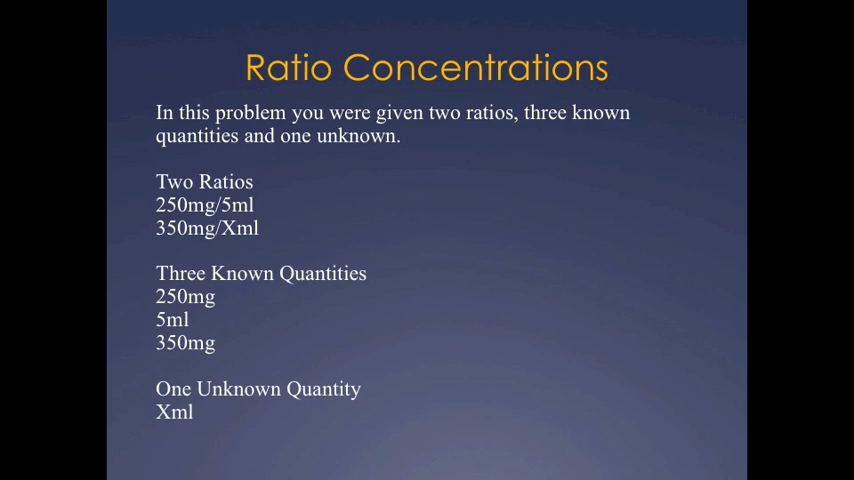 Ratio Concentrations
In this problem you were given two ratios, three known
quantities and one unknown.
Two Ratios
250mg/5ml
350mg/Xml
Three Known Quantities
250mg
5ml
350mg
One Unknown Quantity
Xml